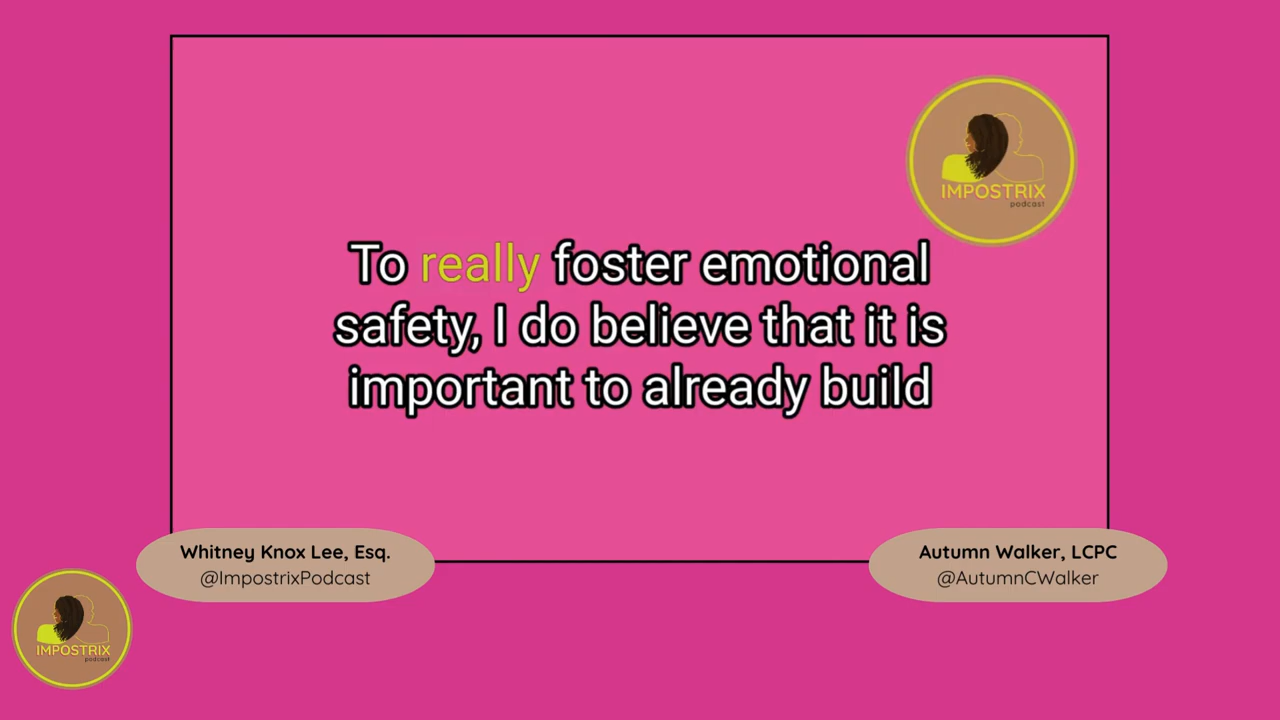 IMPOSTRIX
podcast
To really foster emotional
safety, I do believe that it is
important to already build
Whitney Knox Lee, Esq.
@ImpostrixPodcast
Autumn Walker, LCPC
@AutumnCWalker
IMPOSTRIX
podcast